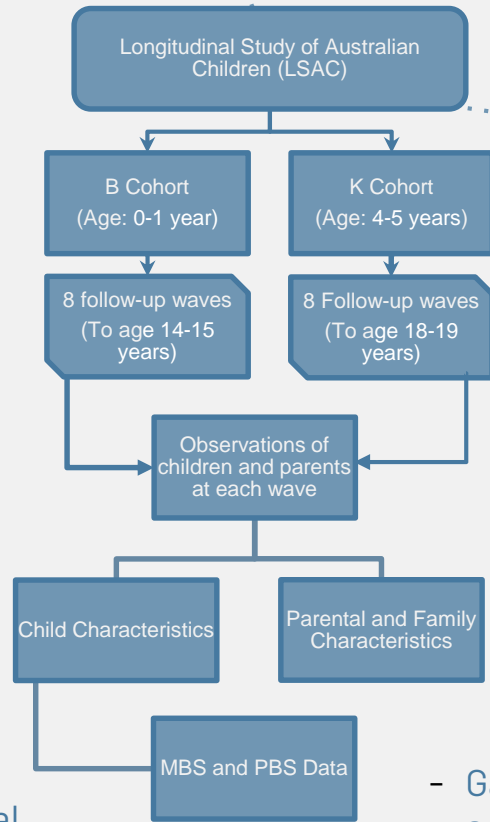 Longitudinal Study of Australian
Children (LSAC)
B Cohort
(Age: 0-1 year)
K Cohort
(Age: 4-5 years)
8 follow-up waves
(To age 14-15
years)
8 Follow-up waves
(To age 18-19
years)
Observations of
children and parents
at each wave
Child Characteristics
Parental and Family
Characteristics
MBS and PBS Data
-